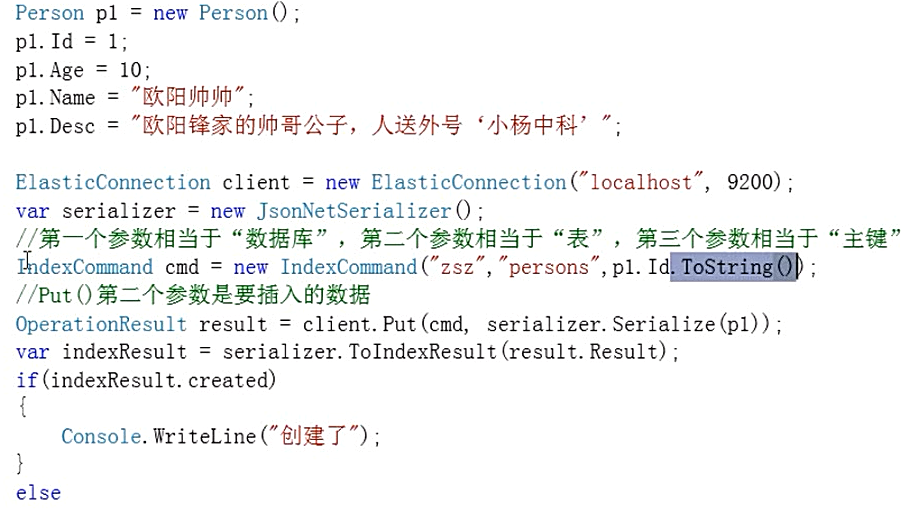 Person p1 = new Person();
p1.Id = 1;
p1.Age = 10;
p1.Name = "欧阳帅帅";
p1.Desc = "欧阳锋家的帅哥公子，人送外号‘小杨中科’";
ElasticConnection client = new ElasticConnection("localhost", 9200);
var serializer = new JsonNetSerializer();
//第一个参数相当于“数据库”，第二个参数相当于“表”，第三个参数相当于“主键”
IndexCommand cmd = new IndexCommand("zsz","persons",p1.Id.ToString());
//Put()第二个参数是要插入的数据
OperationResult result = client.Put(cmd, serializer.Serialize(p1));
var indexResult = serializer.ToIndexResult(result.Result);
if(indexResult.created)
{
Console.WriteLine("创建了");
}
else